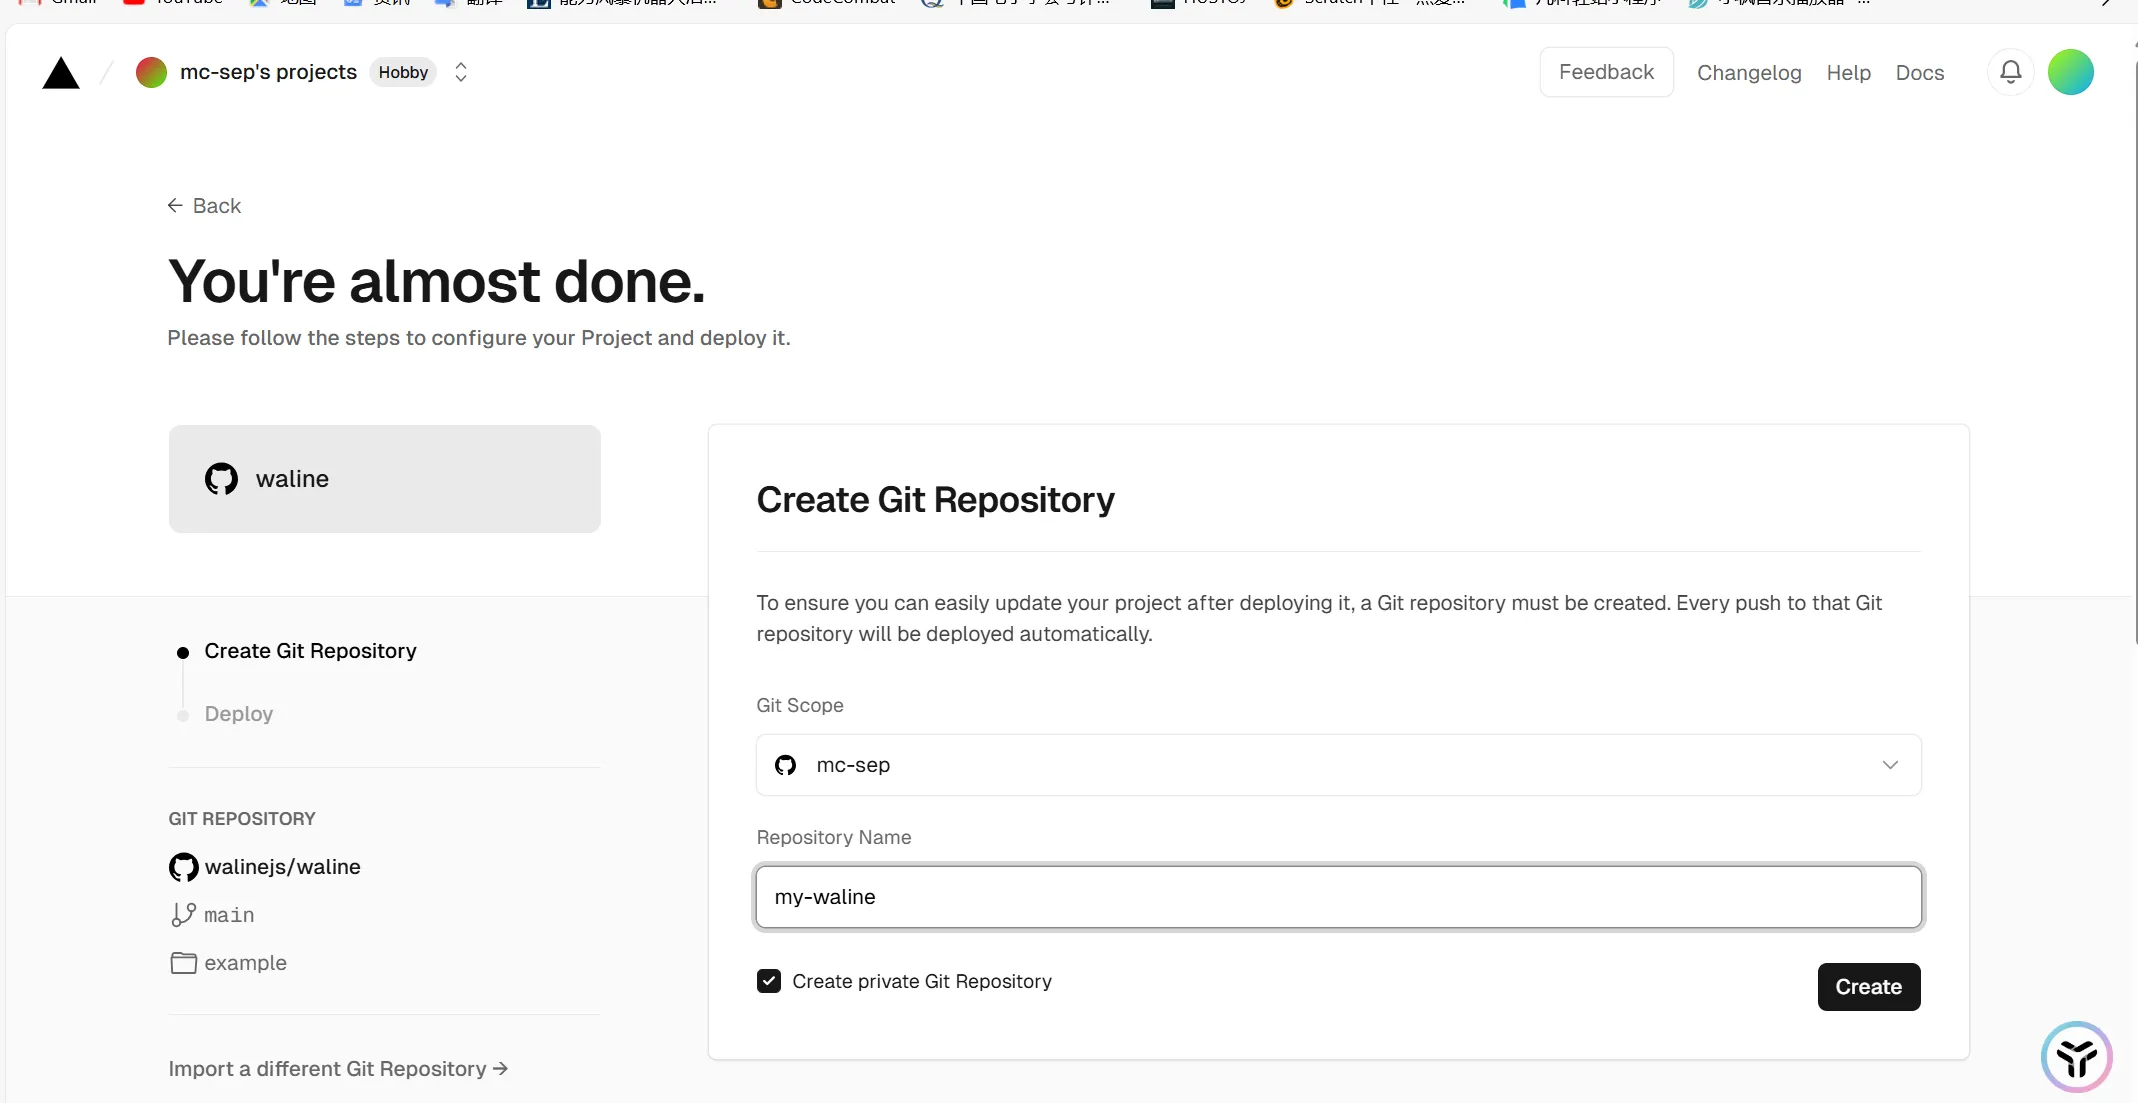 mc-sep's projects Hobby
Feedback Changelog Help Docs
← Back
You're almost done.
Please follow the steps to configure your Project and deploy it.
waline
Create Git Repository
To ensure you can easily update your project after deploying it, a Git repository must be created. Every push to that Git
repository will be deployed automatically.
Git Scope
mc-sep
Repository Name
my-waline
Create private Git Repository
Create
Create Git Repository
Deploy
GIT REPOSITORY
walinejs/waline
main
example
Import a different Git Repository →